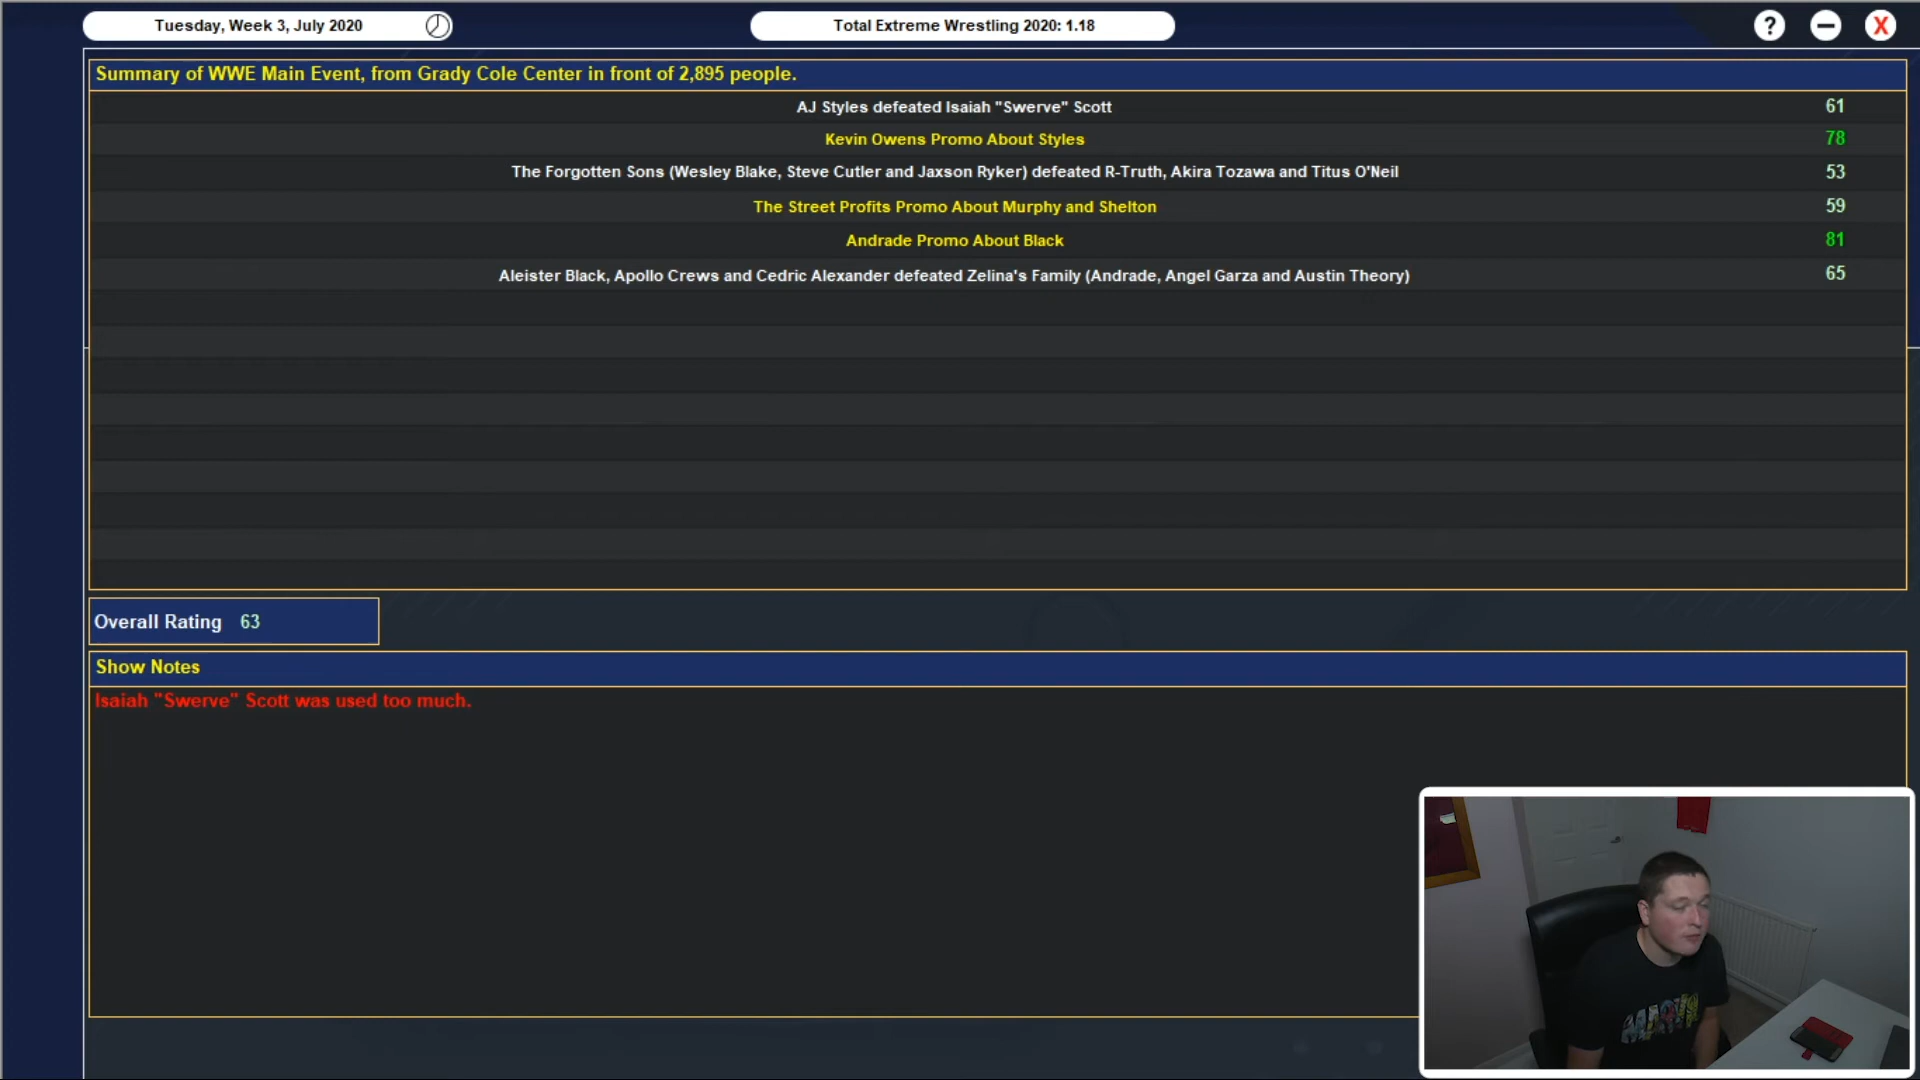 Tuesday, Week 3, July 2020
Total Extreme Wrestling 2020: 1.18
? X
Summary of WWE Main Event, from Grady Cole Center in front of 2,895 people.
AJ Styles defeated Isaiah "Swerve" Scott 61
Kevin Owens Promo About Styles 78
The Forgotten Sons (Wesley Blake, Steve Cutler and Jaxson Ryker) defeated R-Truth, Akira Tozawa and Titus O'Neil 53
The Street Profits Promo About Murphy and Shelton 59
Andrade Promo About Black 81
Aleister Black, Apollo Crews and Cedric Alexander defeated Zelina's Family (Andrade, Angel Garza and Austin Theory) 65
Overall Rating 63
Show Notes
Isaiah "Swerve" Scott was used too much.